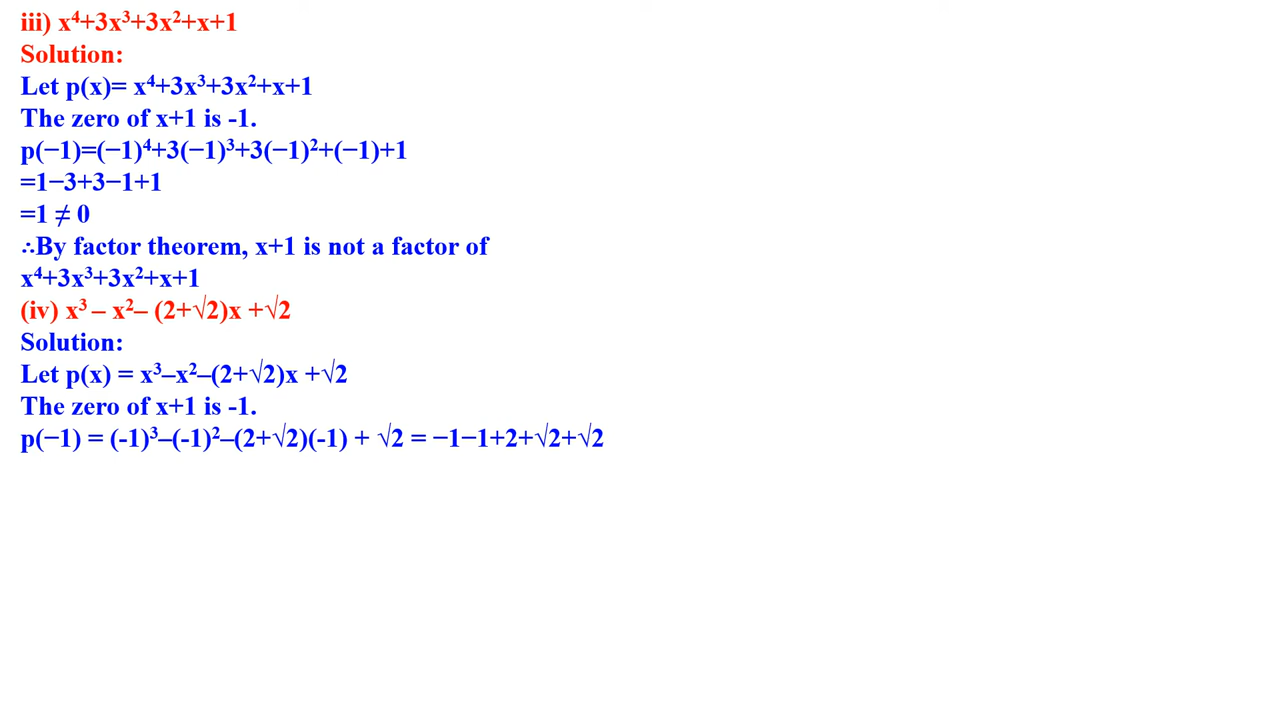 iii) x⁴+3x³+3x²+x+1
Solution:
Let p(x)= x⁴+3x³+3x²+x+1
The zero of x+1 is -1.
p(−1)=(−1)⁴+3(−1)³+3(−1)²+(−1)+1
=1−3+3−1+1
=1 ≠ 0
∴By factor theorem, x+1 is not a factor of
x⁴+3x³+3x²+x+1
(iv) x³ – x²– (2+√2)x +√2
Solution:
Let p(x) = x³–x²–(2+√2)x +√2
The zero of x+1 is -1.
p(−1) = (-1)³–(-1)²–(2+√2)(-1) + √2 = −1−1+2+√2+√2